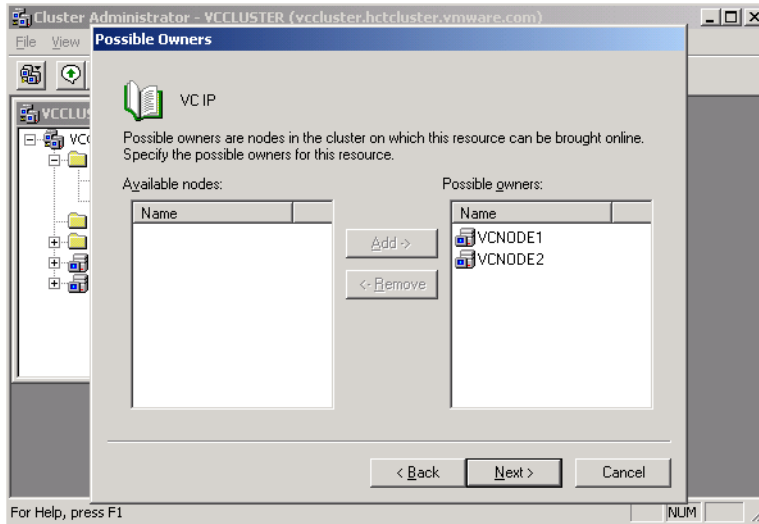 Cluster Administrator - VCCLUSTER (vccluster.hctcluster.vmware.com)
File View
Possible Owners
VCCLUS
VC IP
VC
Possible owners are nodes in the cluster on which this resource can be brought online.
Specify the possible owners for this resource.
Available nodes:
Possible owners:
Name
Name
Add ->
VCNODE1
VCNODE2
<- Remove
< Back
Next >
Cancel
For Help, press F1
NUM